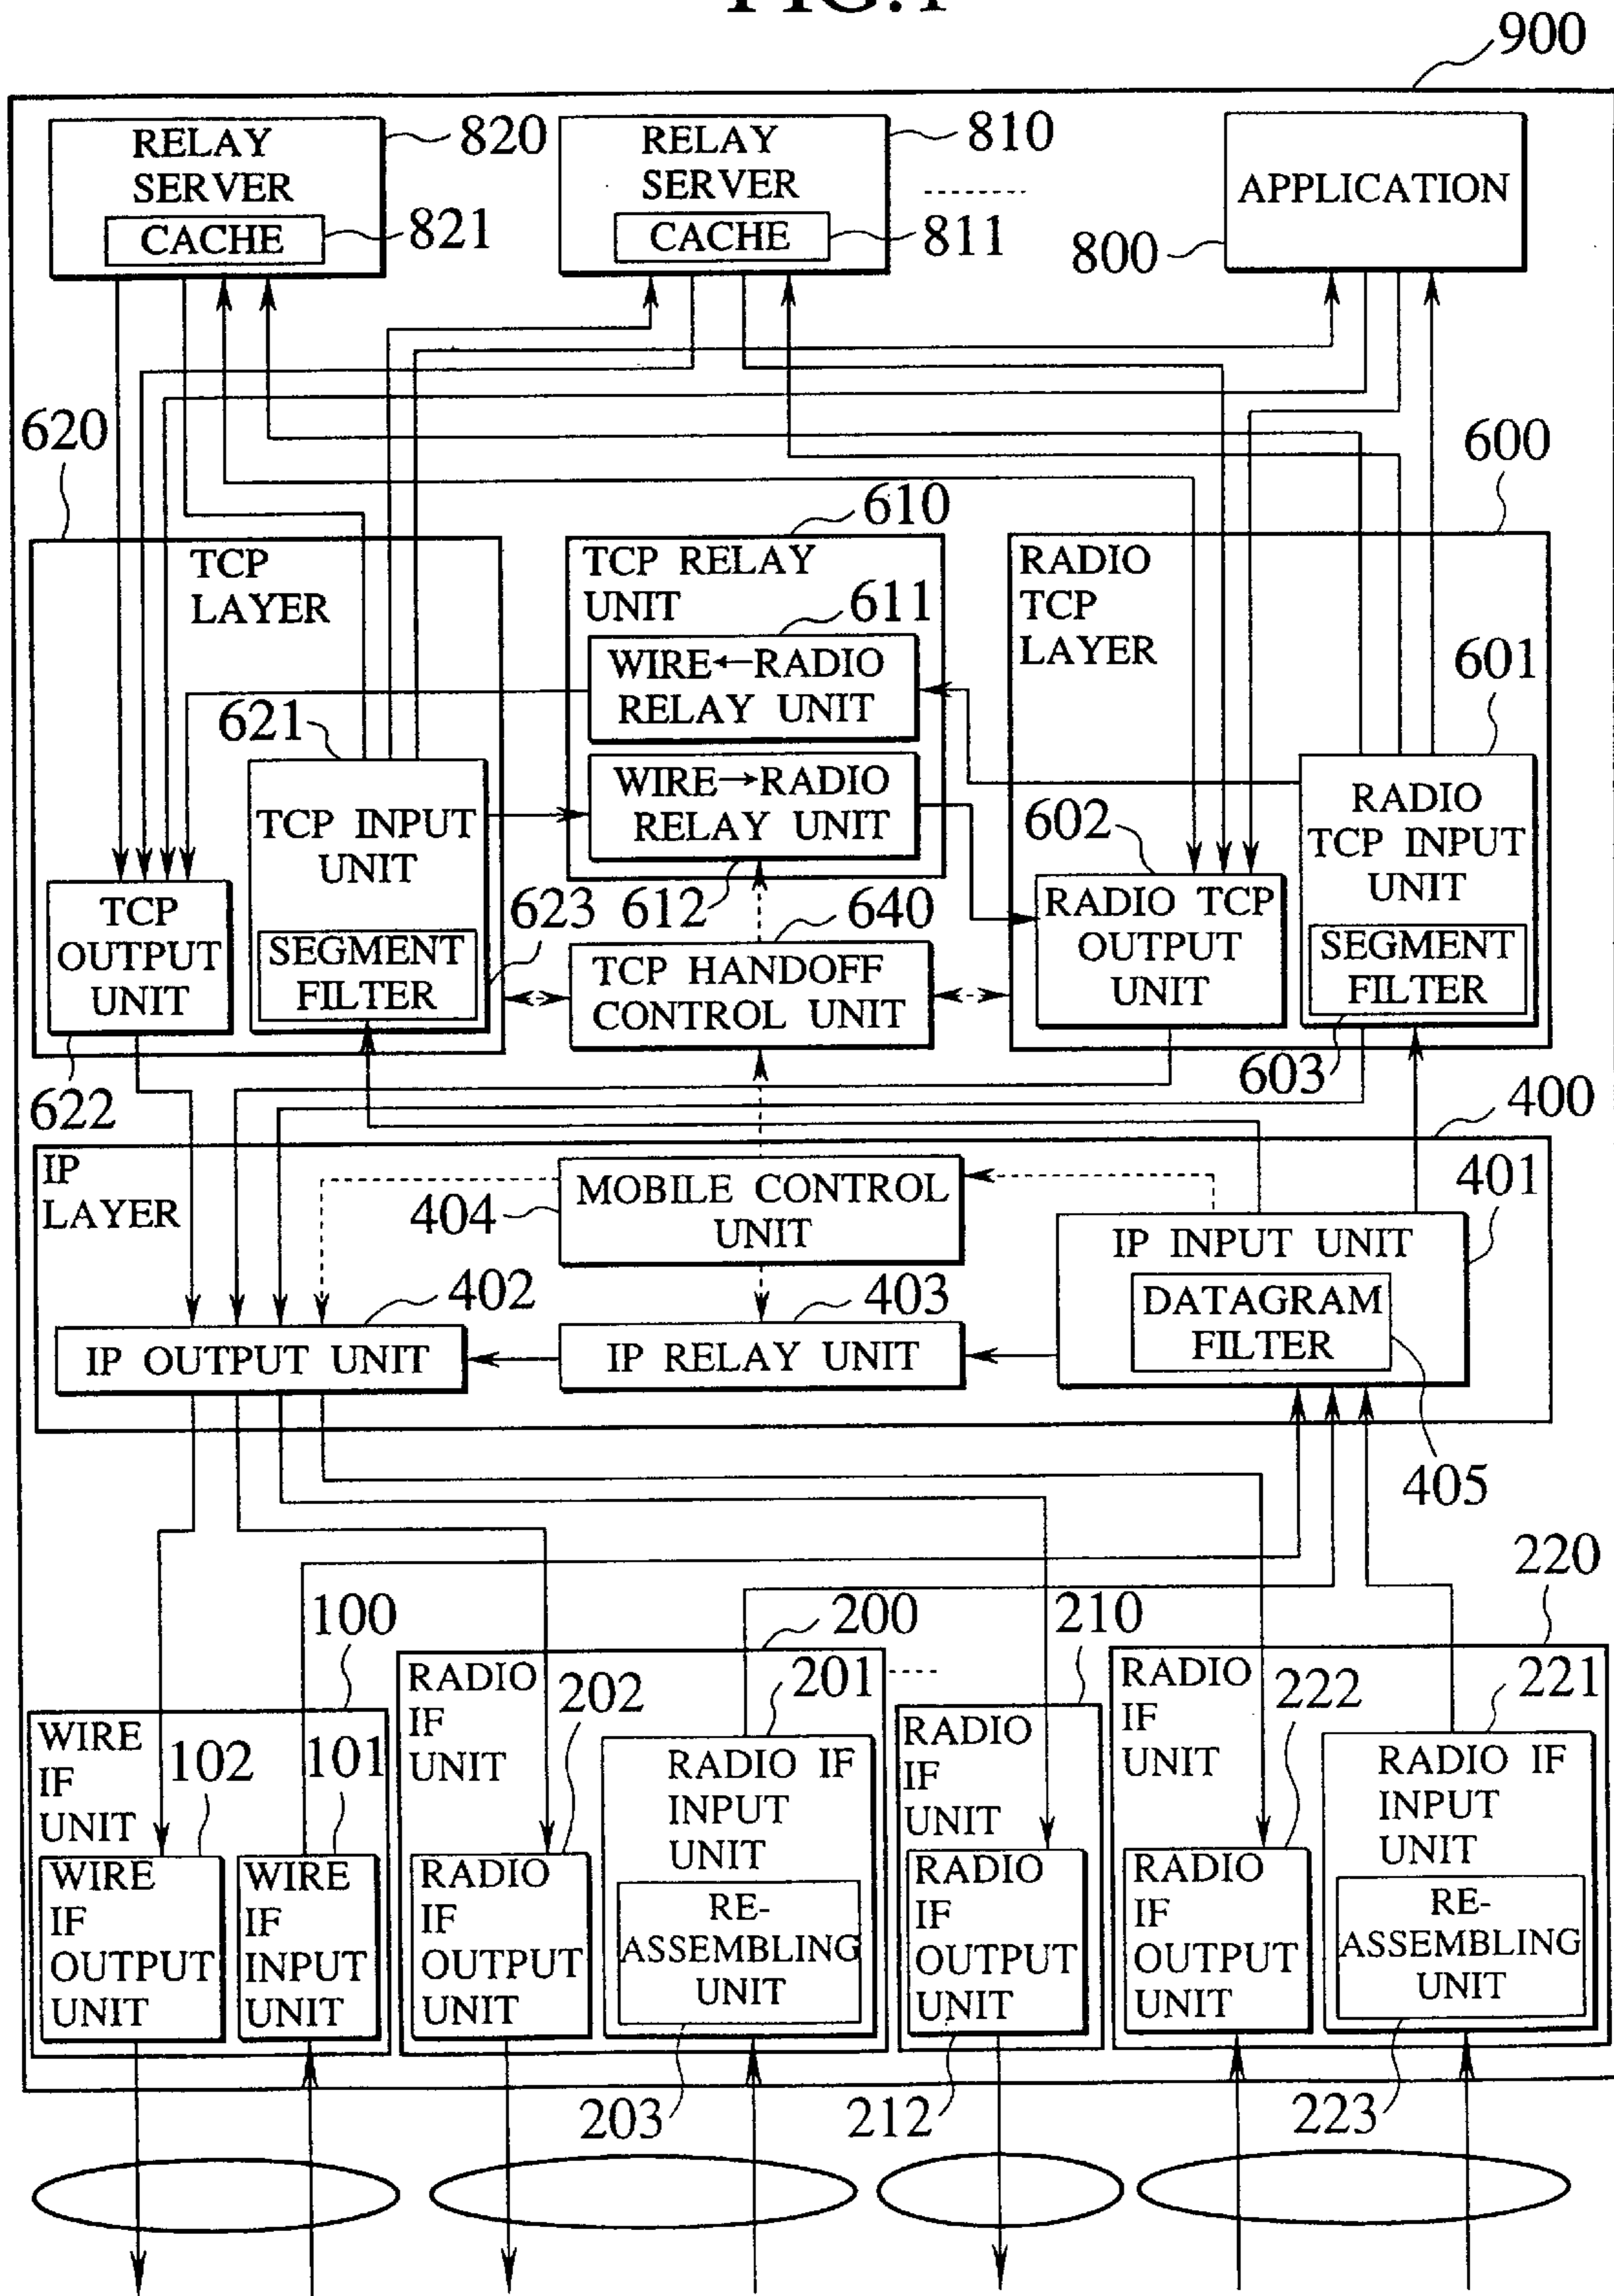 FIG.1
900
RELAY
SERVER
CACHE
820
821
RELAY
SERVER
CACHE
810
811
APPLICATION
800
620
610
600
TCP
LAYER
TCP RELAY
UNIT
611
WIRE←RADIO
RELAY UNIT
WIRE→RADIO
RELAY UNIT
612
RADIO
TCP
LAYER
601
621
TCP INPUT
UNIT
SEGMENT
FILTER
623
TCP
OUTPUT
UNIT
622
640
TCP HANDOFF
CONTROL UNIT
602
RADIO TCP
OUTPUT
UNIT
RADIO
TCP INPUT
UNIT
SEGMENT
FILTER
603
400
IP
LAYER
404
MOBILE CONTROL
UNIT
401
IP INPUT UNIT
DATAGRAM
FILTER
405
402
IP OUTPUT UNIT
403
IP RELAY UNIT
100
WIRE
IF
UNIT
102
101
WIRE
IF
OUTPUT
UNIT
WIRE
IF
INPUT
UNIT
200
RADIO
IF
UNIT
202
201
RADIO
IF
OUTPUT
UNIT
RADIO IF
INPUT
UNIT
RE-
ASSEMBLING
UNIT
203
210
RADIO
IF
UNIT
RADIO
IF
OUTPUT
UNIT
212
220
RADIO
IF
UNIT
222
221
RADIO
IF
OUTPUT
UNIT
RADIO IF
INPUT
UNIT
RE-
ASSEMBLING
UNIT
223